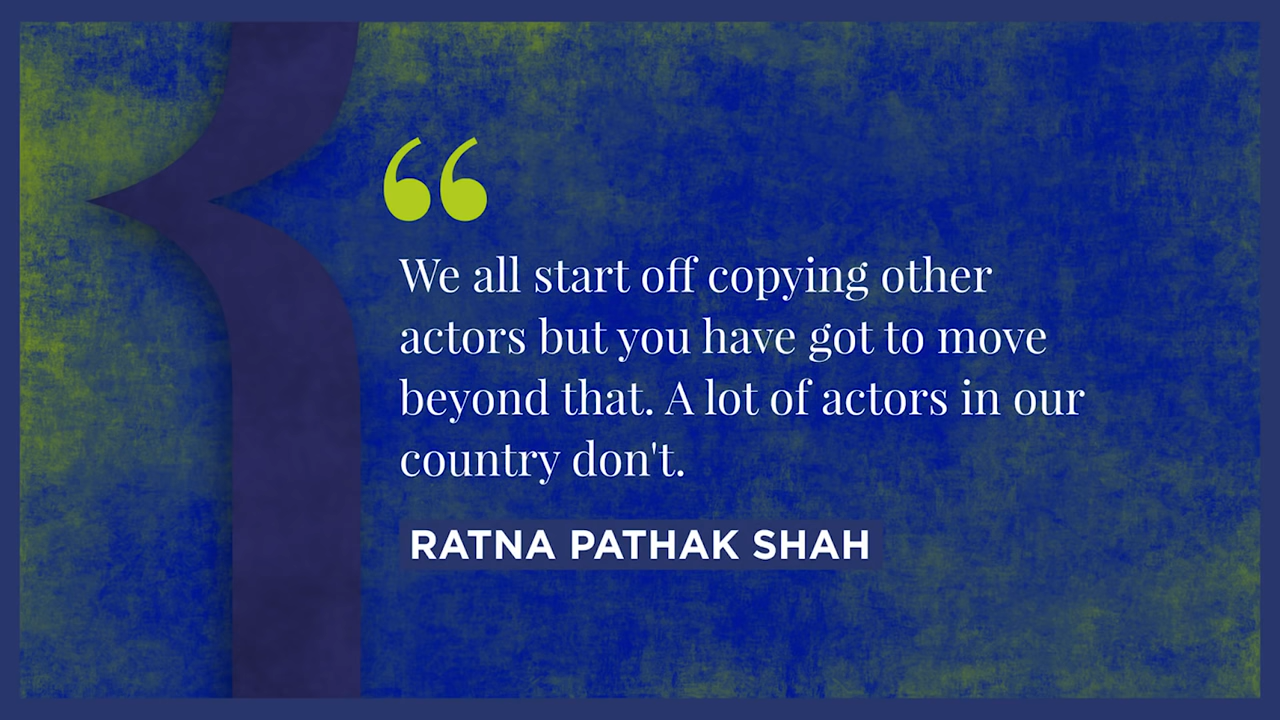 “
We all start off copying other
actors but you have got to move
beyond that. A lot of actors in our
country don't.
RATNA PATHAK SHAH